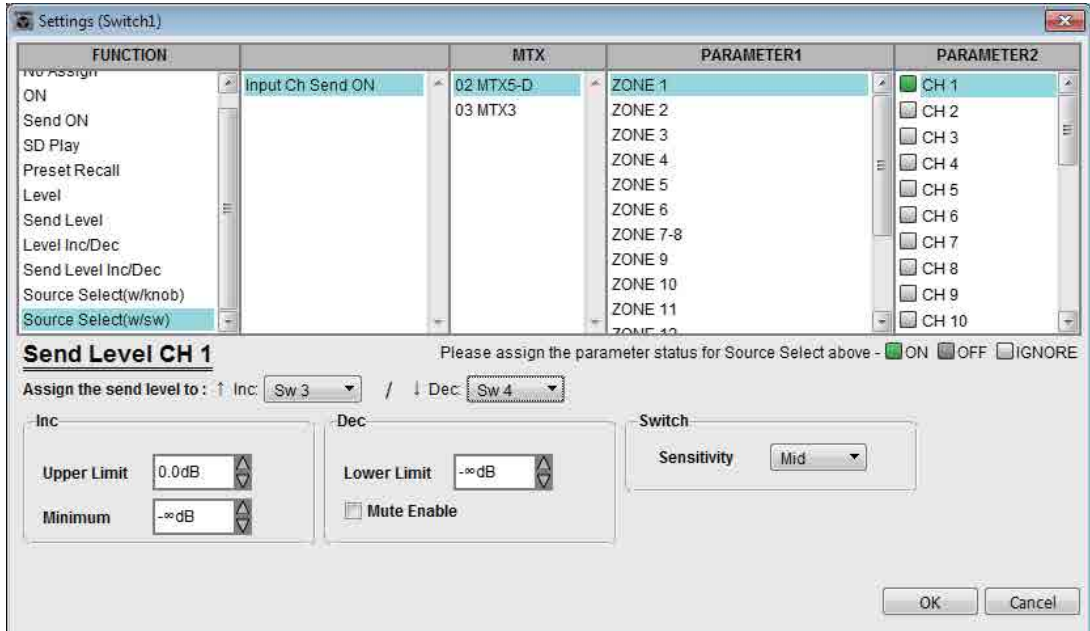 Settings (Switch1)
FUNCTION MTX PARAMETER1 PARAMETER2
No Assign
ON
Send ON
SD Play
Preset Recall
Level
Send Level
Level Inc/Dec
Send Level Inc/Dec
Source Select(w/knob)
Source Select(w/sw)
Input Ch Send ON
02 MTX5-D
03 MTX3
ZONE 1
ZONE 2
ZONE 3
ZONE 4
ZONE 5
ZONE 6
ZONE 7-8
ZONE 9
ZONE 10
ZONE 11
ZONE 12
CH 1
CH 2
CH 3
CH 4
CH 5
CH 6
CH 7
CH 8
CH 9
CH 10
Send Level CH 1
Please assign the parameter status for Source Select above - ON OFF IGNORE
Assign the send level to : ↑ Inc: Sw 3 / ↓ Dec: Sw 4
Inc
Upper Limit 0.0dB
Minimum -∞dB
Dec
Lower Limit -∞dB
Mute Enable
Switch
Sensitivity Mid
OK Cancel